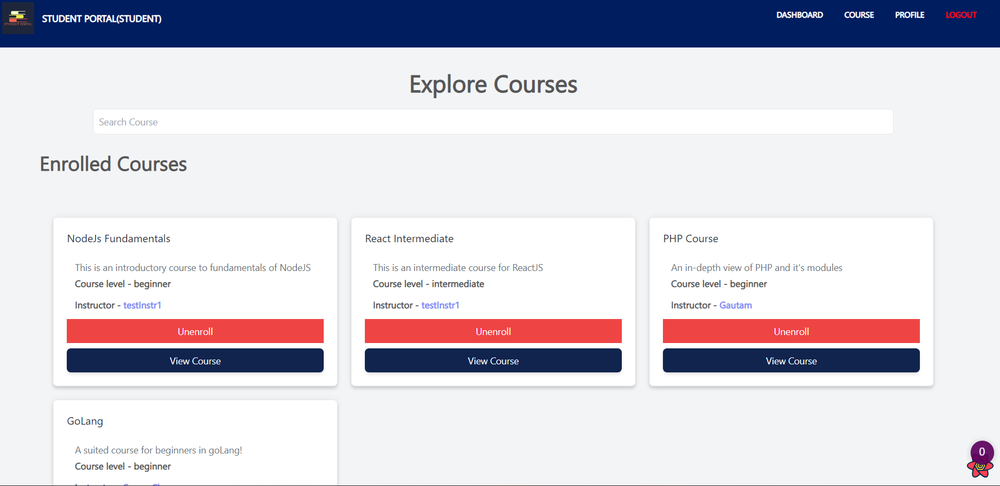 STUDENT PORTAL
STUDENT PORTAL(STUDENT)
DASHBOARD
COURSE
PROFILE
LOGOUT
Explore Courses
Search Course
Enrolled Courses
NodeJs Fundamentals
This is an introductory course to fundamentals of NodeJS
Course level - beginner
Instructor - testInstr1
Unenroll
View Course
React Intermediate
This is an intermediate course for ReactJS
Course level - intermediate
Instructor - testInstr1
Unenroll
View Course
PHP Course
An in-depth view of PHP and it's modules
Course level - beginner
Instructor - Gautam
Unenroll
View Course
GoLang
A suited course for beginners in goLang!
Course level - beginner
0